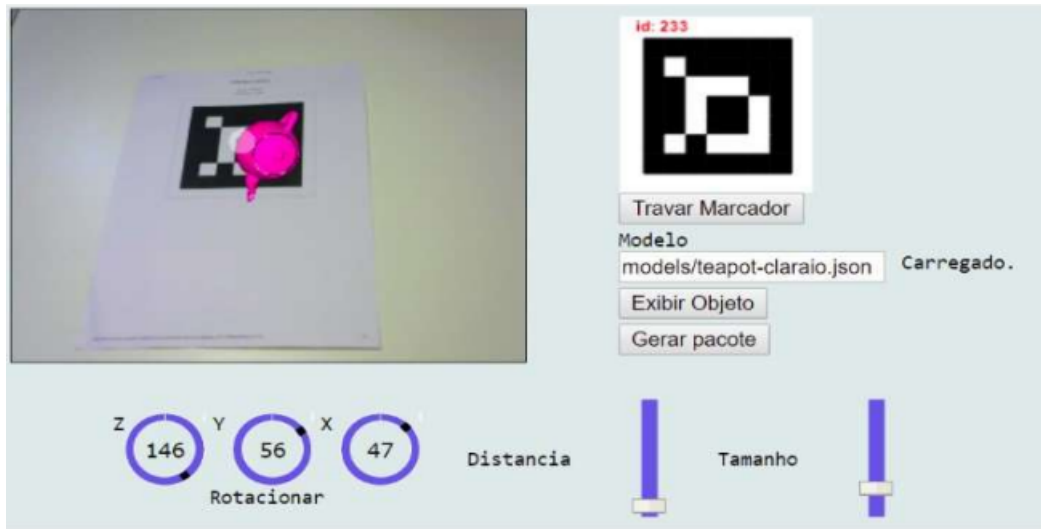 id: 233
Travar Marcador
Modelo
models/teapot-claraio.json
Carregado.
Exibir Objeto
Gerar pacote
Z
146
Y
56
X
47
Rotacionar
Distancia
Tamanho